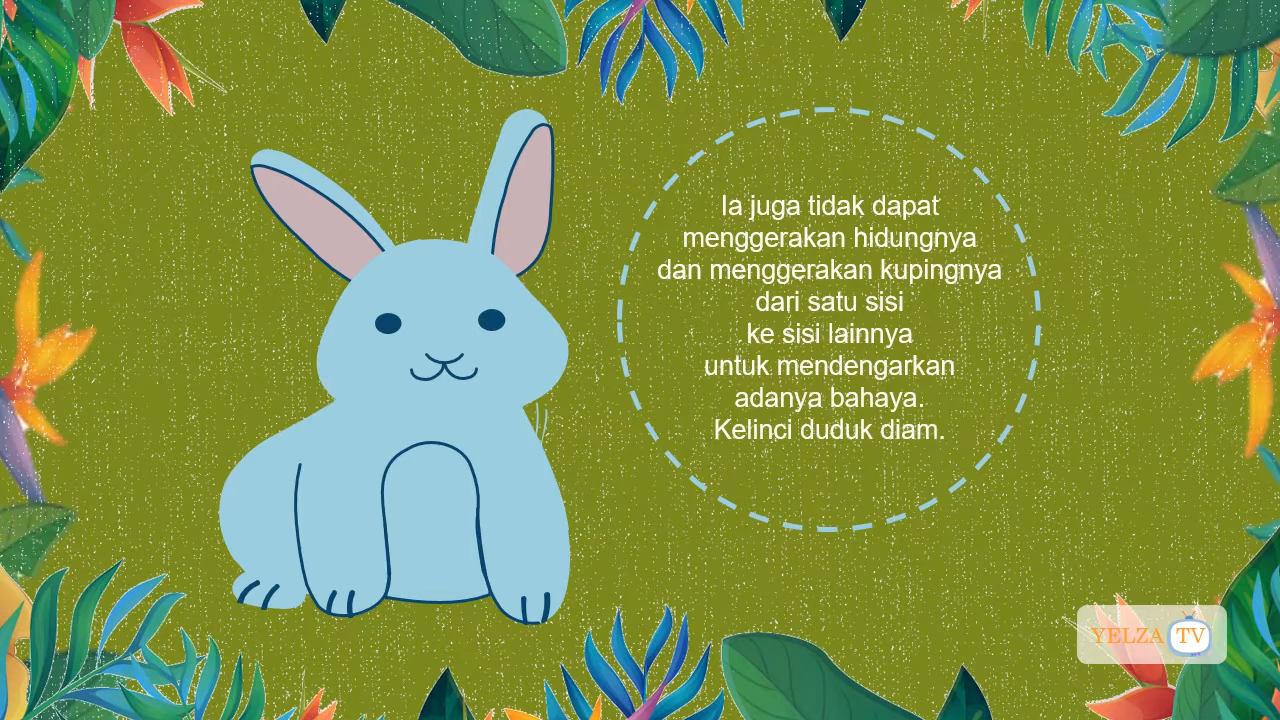 Ia juga tidak dapat
menggerakan hidungnya
dan menggerakan kupingnya
dari satu sisi
ke sisi lainnya
untuk mendengarkan
adanya bahaya.
Kelinci duduk diam.
YELZA TV